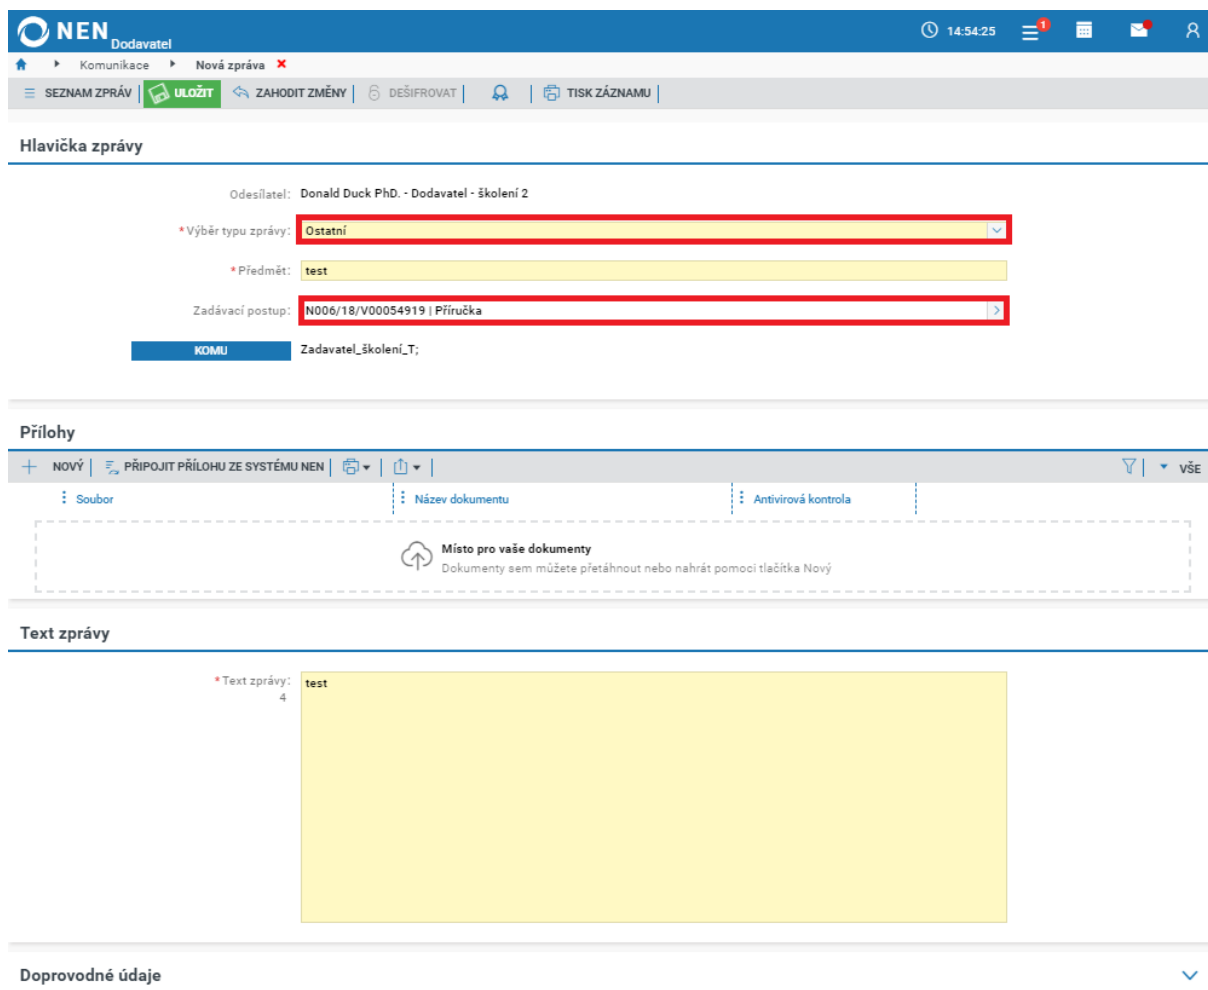 NEN Dodavatel 14:54:25 1
Komunikace Nová zpráva
SEZNAM ZPRÁV ULOŽIT ZAHODIT ZMĚNY DEŠIFROVAT TISK ZÁZNAMU
Hlavička zprávy
Odesílatel: Donald Duck PhD. - Dodavatel - školení 2
* Výběr typu zprávy: Ostatní
* Předmět: test
Zadávací postup: N006/18/V00054919 | Příručka
KOMU Zadavatel_školení_T;
Přílohy
NOVÝ PŘIPOJIT PŘÍLOHU ZE SYSTÉMU NEN VŠE
Soubor Název dokumentu Antivirová kontrola
Místo pro vaše dokumenty
Dokumenty sem můžete přetáhnout nebo nahrát pomoci tlačítka Nový
Text zprávy
* Text zprávy: test
4
Doprovodné údaje